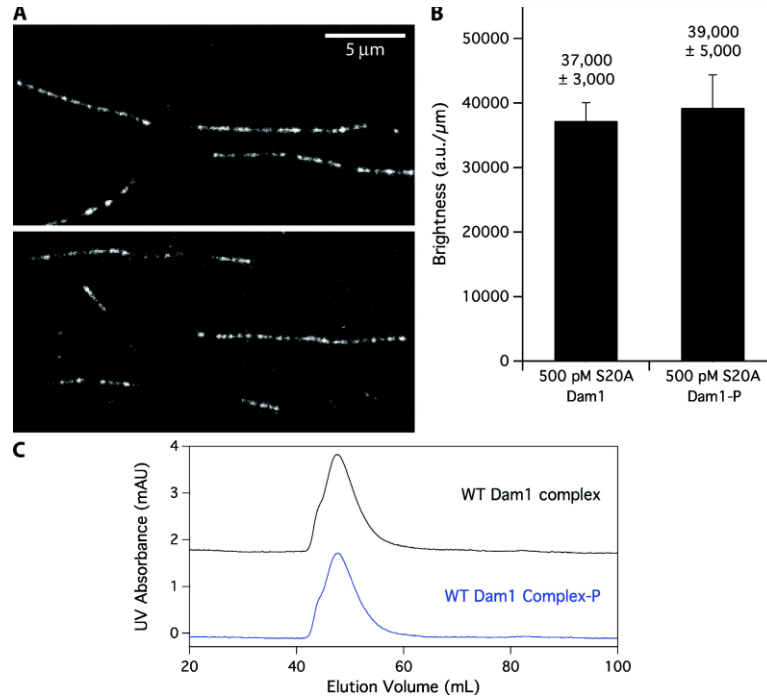 A
5 µm
B
Brightness (a.u./µm)
50000
40000
30000
20000
10000
0
37,000
± 3,000
39,000
± 5,000
500 pM S20A
Dam1
500 pM S20A
Dam1-P
C
UV Absorbance (mAU)
4
3
2
1
0
WT Dam1 complex
WT Dam1 Complex-P
20
40
60
80
100
Elution Volume (mL)